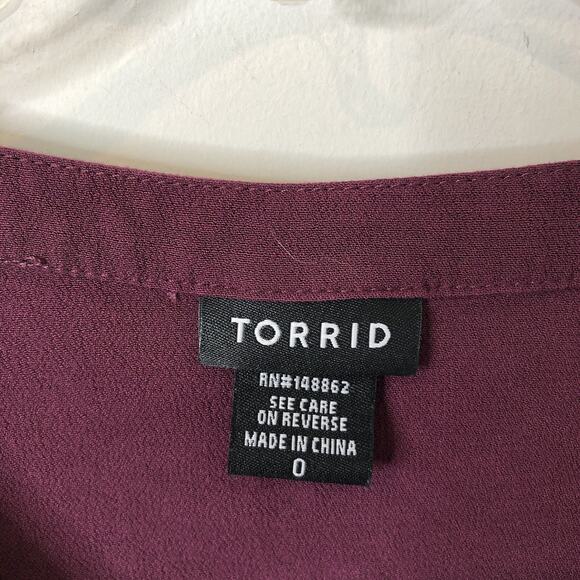 TORRID
RN#148862
SEE CARE
ON REVERSE
MADE IN CHINA
0